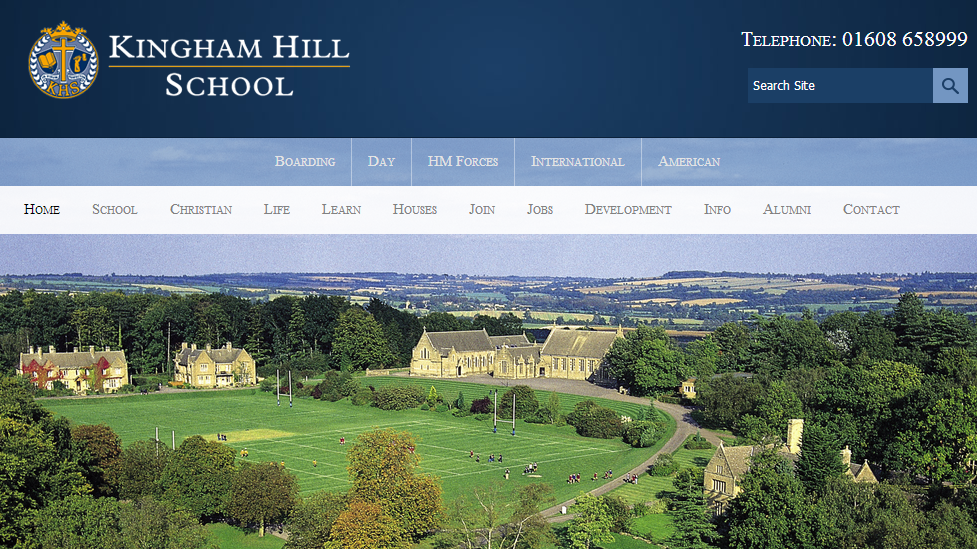 KINGHAM HILL
SCHOOL
KHS
TELEPHONE: 01608 658999
Search Site
BOARDING DAY HM FORCES INTERNATIONAL AMERICAN
HOME SCHOOL CHRISTIAN LIFE LEARN HOUSES JOIN JOBS DEVELOPMENT INFO ALUMNI CONTACT